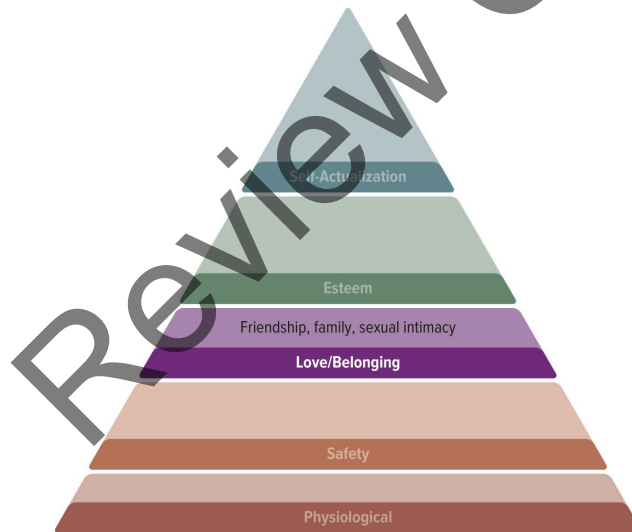 Review
Self-Actualization
Esteem
Friendship, family, sexual intimacy
Love/Belonging
Safety
Physiological